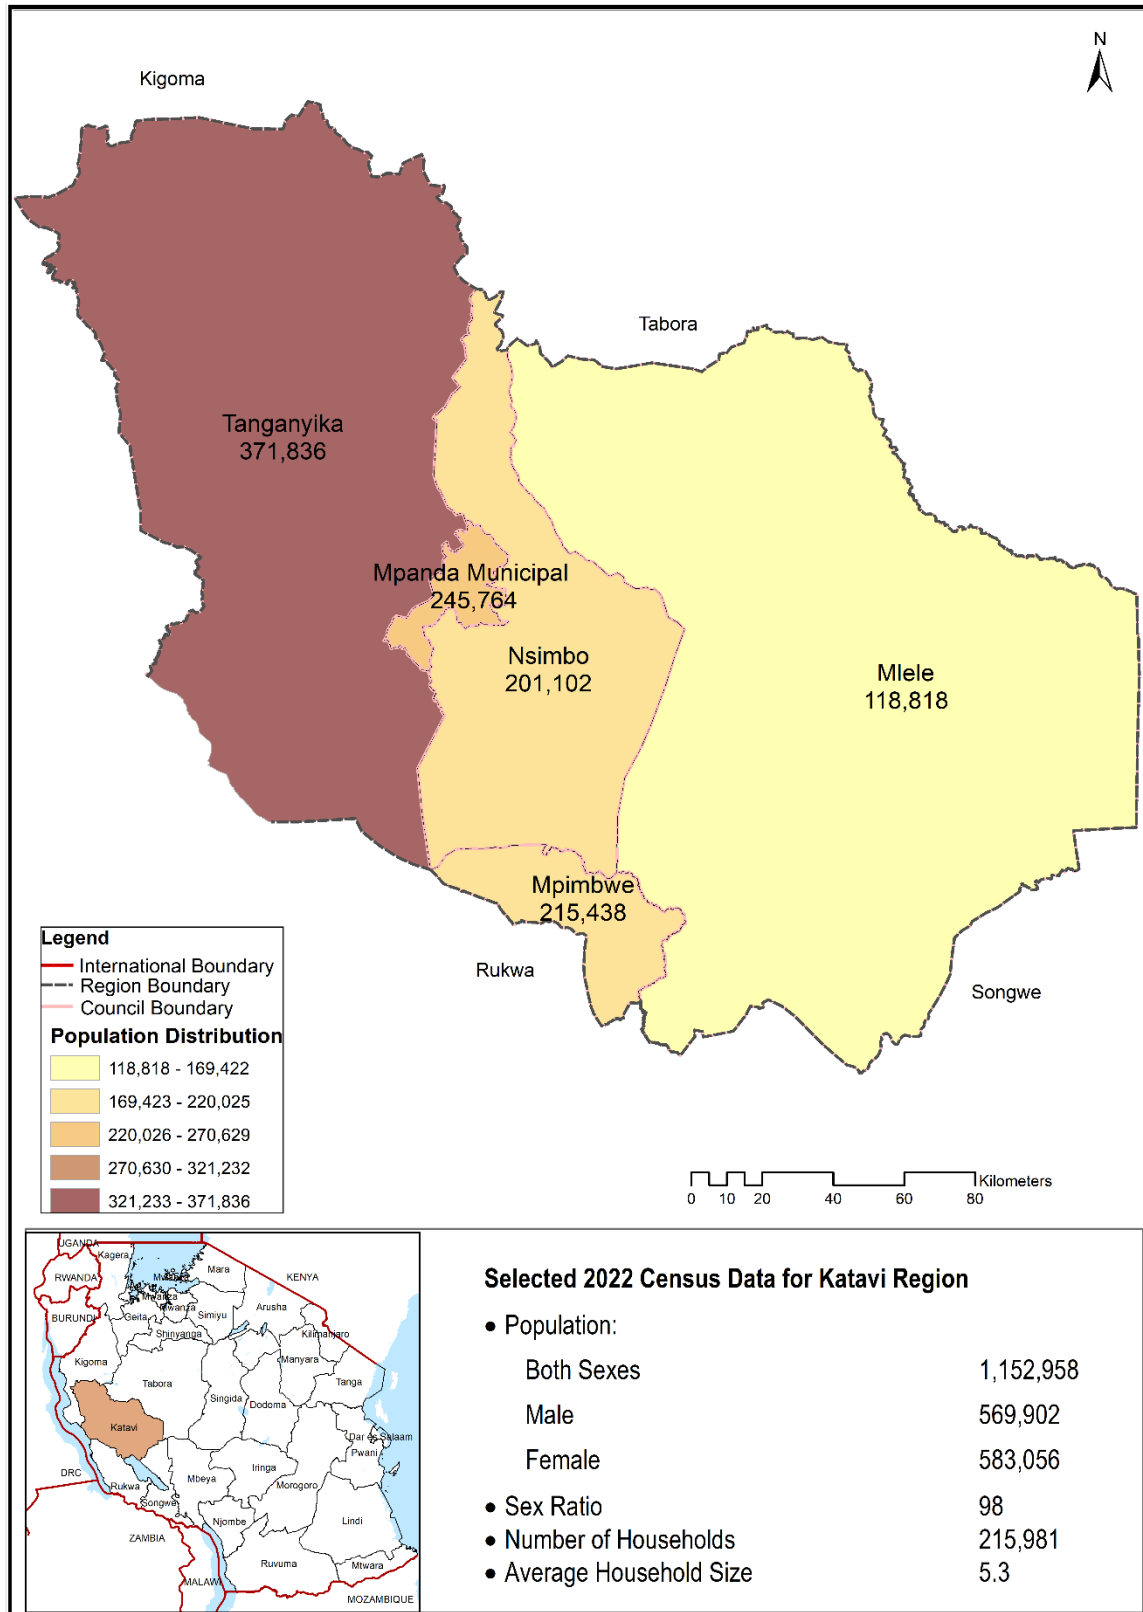 N
Kigoma
Tabora
Tanganyika
371,836
Mpanda Municipal
245,764
Nsimbo
201,102
Mlele
118,818
Mpimbwe
215,438
Rukwa
Songwe
Legend
International Boundary
Region Boundary
Council Boundary
Population Distribution
118,818 - 169,422
169,423 - 220,025
220,026 - 270,629
270,630 - 321,232
321,233 - 371,836
Kilometers
0 10 20 40 60 80
UGANDA
Kagera
Mara
KENYA
RWANDA
Mwanza
Mwanza
Mwanza
BURUNDI
Geita
Simiyu
Arusha
Shinyanga
Kilimanjaro
Kigoma
Manyara
Tabora
Singida
Dodoma
Tanga
Katavi
Dar es Salaam
Pwani
DRC
Rukwa
Mbeya
Iringa
Morogoro
Songwe
Njombe
Lindi
ZAMBIA
Ruvuma
Mtwara
MALAWI
MOZAMBIQUE
Selected 2022 Census Data for Katavi Region
• Population:
Both Sexes 1,152,958
Male 569,902
Female 583,056
• Sex Ratio 98
• Number of Households 215,981
• Average Household Size 5.3